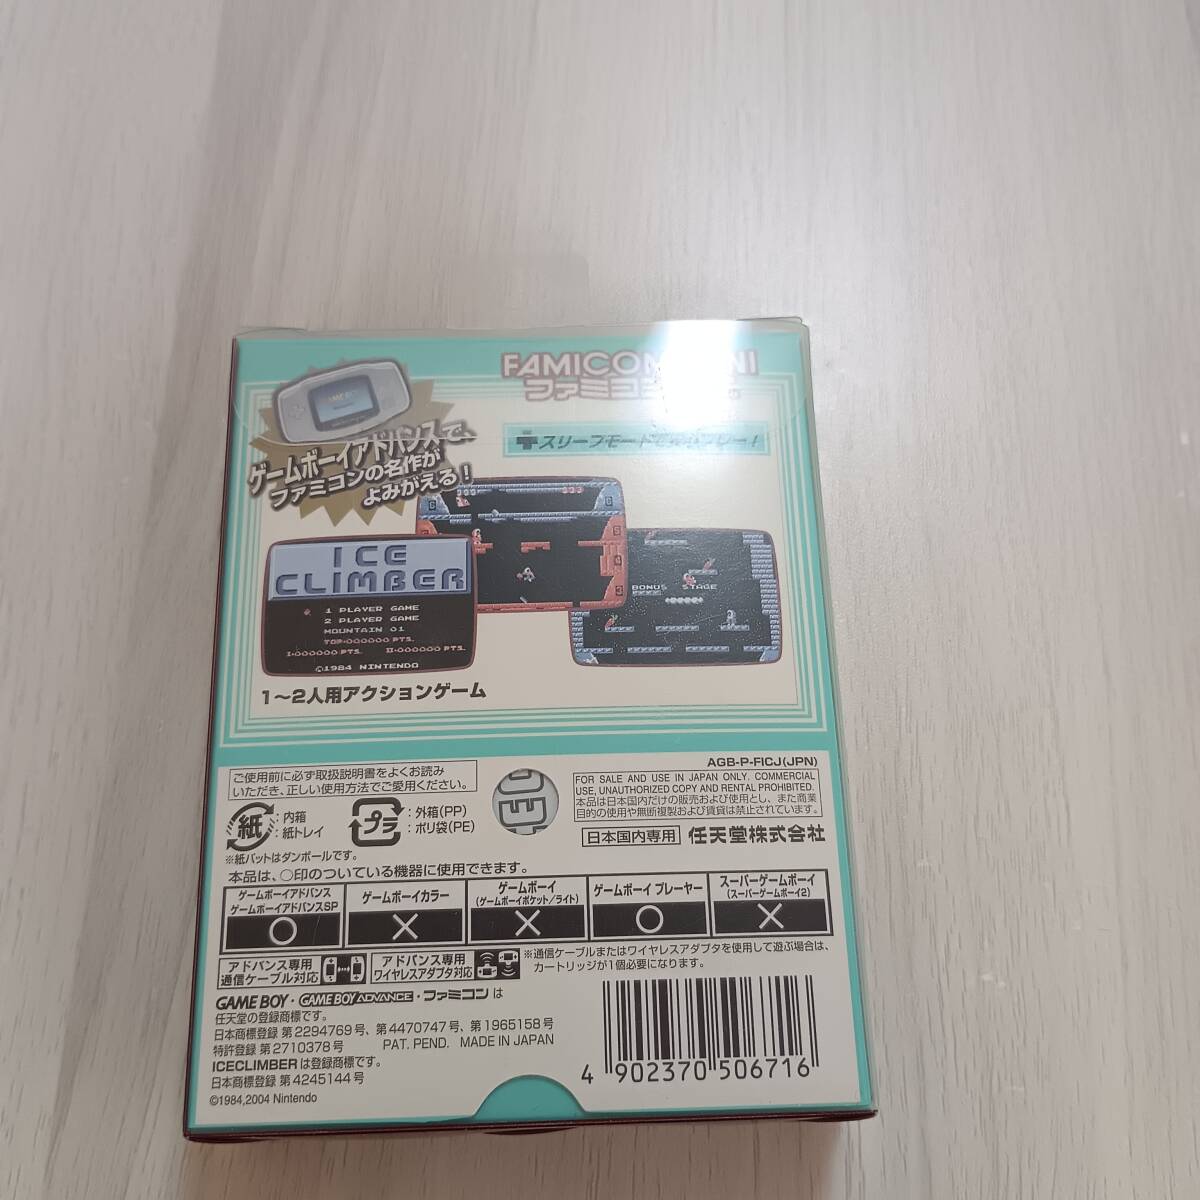 FAMICOM MINI
ファミコンミニ
GAME BOY
ゲームボーイアドバンスで、
ファミコンの名作が
よみがえる!
スリープモードで
ICE
CLIMBER
1 PLAYER GAME
2 PLAYER GAME
MOUNTAIN 01
TOP=000000 PTS.
I=000000 PTS. II=000000 PTS.
©1984 NINTENDO
BONUS STAGE
1〜2人用アクションゲーム
AGB-P-FICJ(JPN)
ご使用前に必ず取扱説明書をよくお読み
いただき、正しい使用方法でご愛用ください。
紙 : 内箱
: 紙トレイ
プラ : 外箱(PP)
: ポリ袋(PE)
FOR SALE AND USE IN JAPAN ONLY. COMMERCIAL
USE, UNAUTHORIZED COPY AND RENTAL PROHIBITED.
本品は日本国内だけの販売および使用とし、また商業
目的の使用や無断複製および賃貸は禁止されています。
日本国内専用 任天堂株式会社
※紙パットはダンボールです。
本品は、○印のついている機器に使用できます。
ゲームボーイアドバンス
ゲームボーイアドバンスSP
ゲームボーイカラー
ゲームボーイ
(ゲームボーイポケット/ライト)
ゲームボーイ プレーヤー
スーパーゲームボーイ
(スーパーゲームボーイ2)
○ × × ○ ×
アドバンス専用
通信ケーブル対応
アドバンス専用
ワイヤレスアダプタ対応
※通信ケーブルまたはワイヤレスアダプタを使用して遊ぶ場合は、
カートリッジが1個必要になります。
GAME BOY・GAME BOY ADVANCE・ファミコン は
任天堂の登録商標です。
日本商標登録 第2294769号、第4470747号、第1965158号
特許登録 第2710378号 PAT. PEND. MADE IN JAPAN
ICECLIMBERは登録商標です。
日本商標登録 第4245144号
©1984,2004 Nintendo
4 902370 506716